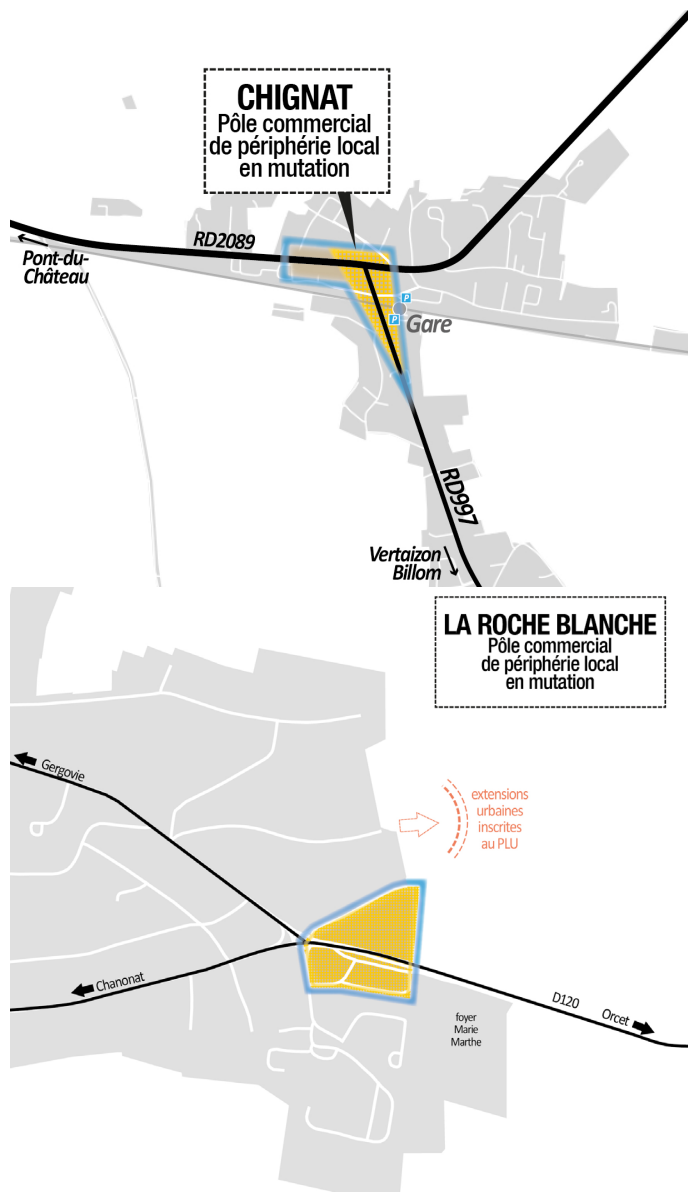 CHIGNAT
Pôle commercial
de périphérie local
en mutation
RD2089
Pont-du-
Château
P
P
Gare
RD997
Vertaizon
Billom
LA ROCHE BLANCHE
Pôle commercial
de périphérie local
en mutation
Gergovie
extensions
urbaines
inscrites
au PLU
Chanonat
D120
Orcet
foyer
Marie
Marthe